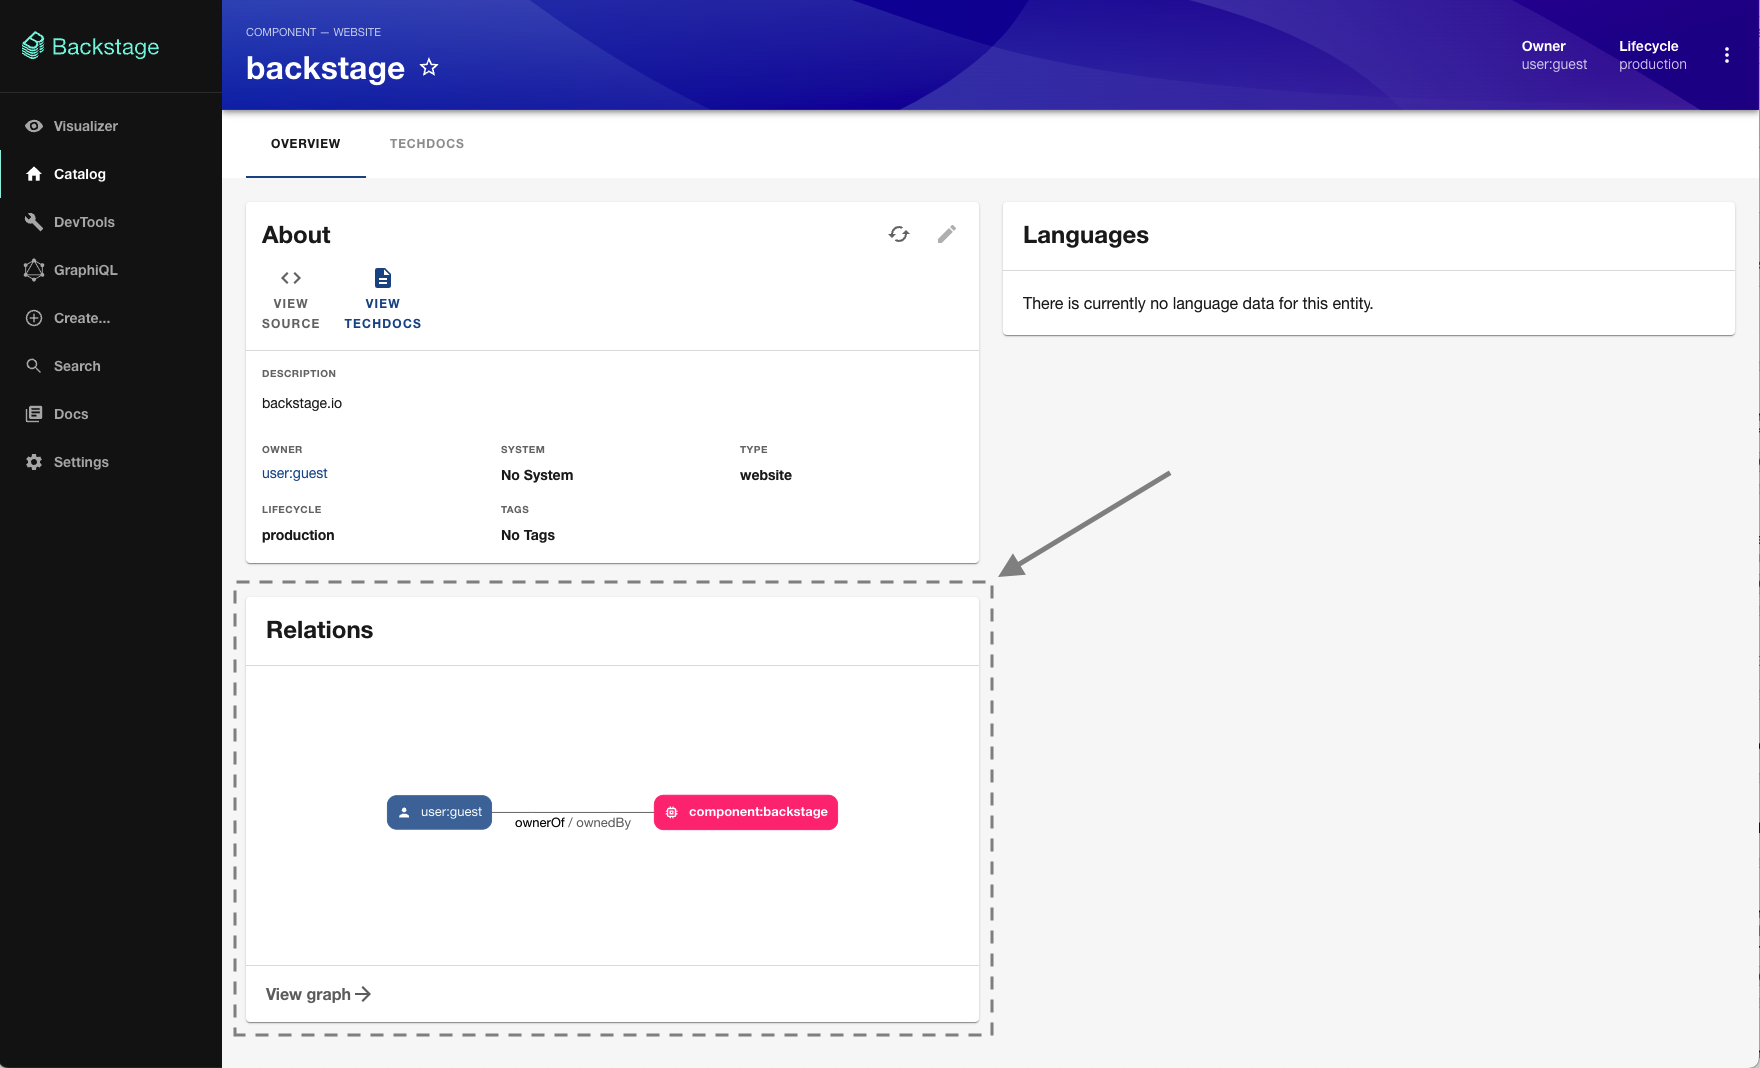 Backstage
Visualizer
Catalog
DevTools
GraphiQL
Create...
Search
Docs
Settings
COMPONENT — WEBSITE
backstage
Owner
user:guest
Lifecycle
production
OVERVIEW
TECHDOCS
About
VIEW
SOURCE
VIEW
TECHDOCS
DESCRIPTION
backstage.io
OWNER
user:guest
SYSTEM
No System
TYPE
website
LIFECYCLE
production
TAGS
No Tags
Languages
There is currently no language data for this entity.
Relations
user:guest
ownerOf / ownedBy
component:backstage
View graph